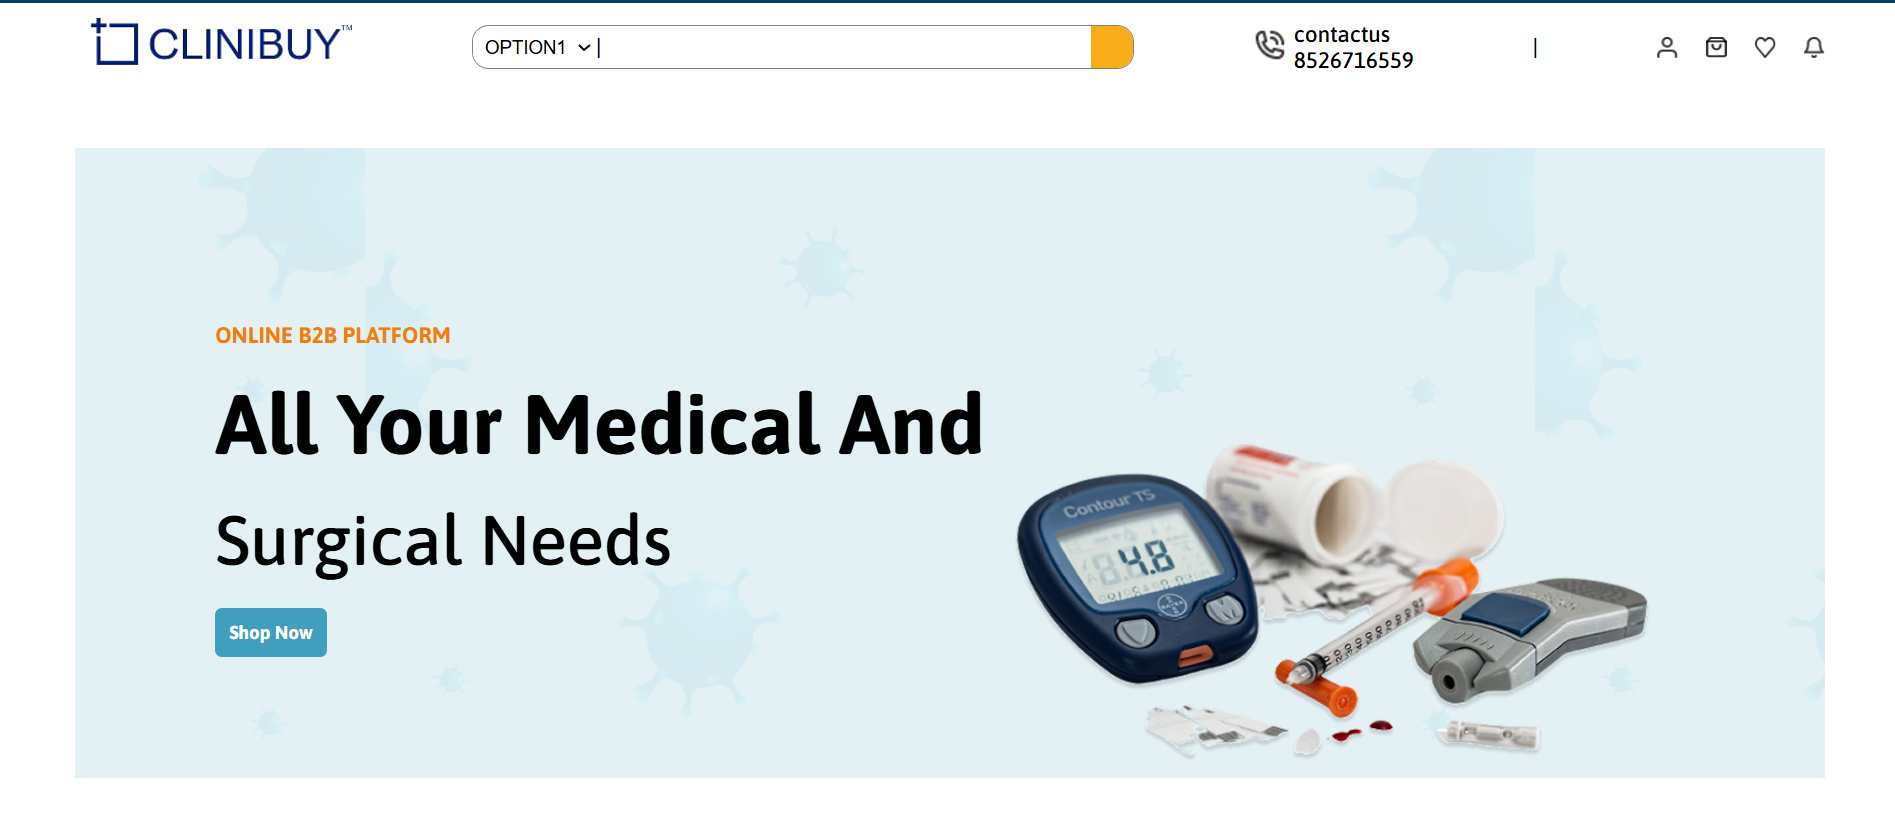 CLINIBUY™
OPTION1 |
contactus
8526716559
|
ONLINE B2B PLATFORM
All Your Medical And
Surgical Needs
Shop Now
Contour TS
4.8
BAYER
M